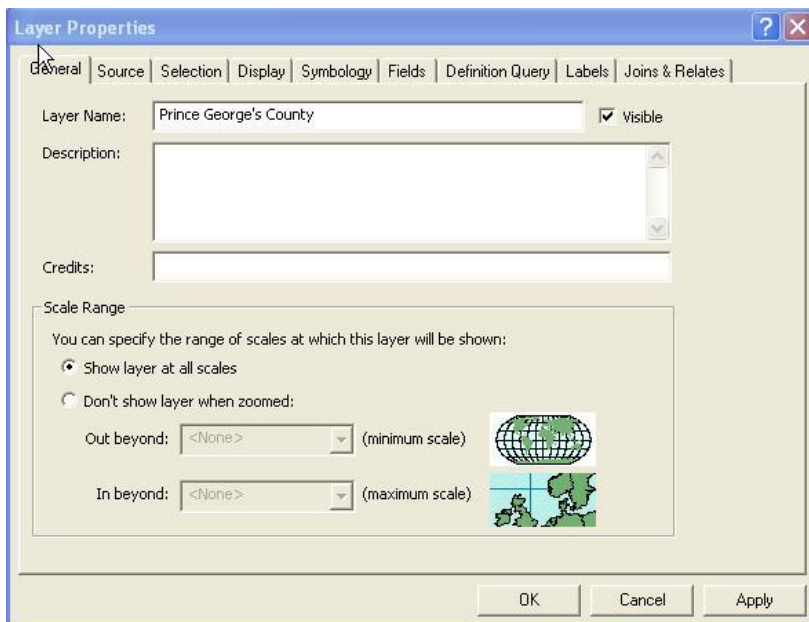 Layer Properties
General Source Selection Display Symbology Fields Definition Query Labels Joins & Relates
Layer Name: Prince George's County Visible
Description:
Credits:
Scale Range
You can specify the range of scales at which this layer will be shown:
Show layer at all scales
Don't show layer when zoomed:
Out beyond: <None> (minimum scale)
In beyond: <None> (maximum scale)
OK Cancel Apply